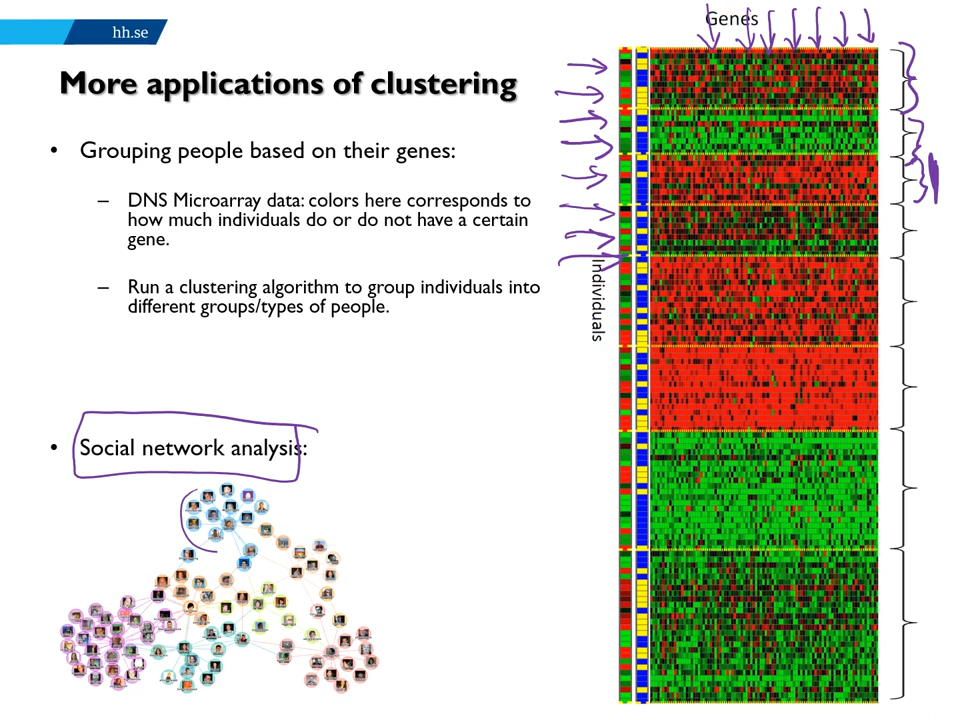 hh.se
Genes
More applications of clustering
• Grouping people based on their genes:
– DNS Microarray data: colors here corresponds to
how much individuals do or do not have a certain
gene.
– Run a clustering algorithm to group individuals into
different groups/types of people.
Individuals
• Social network analysis: